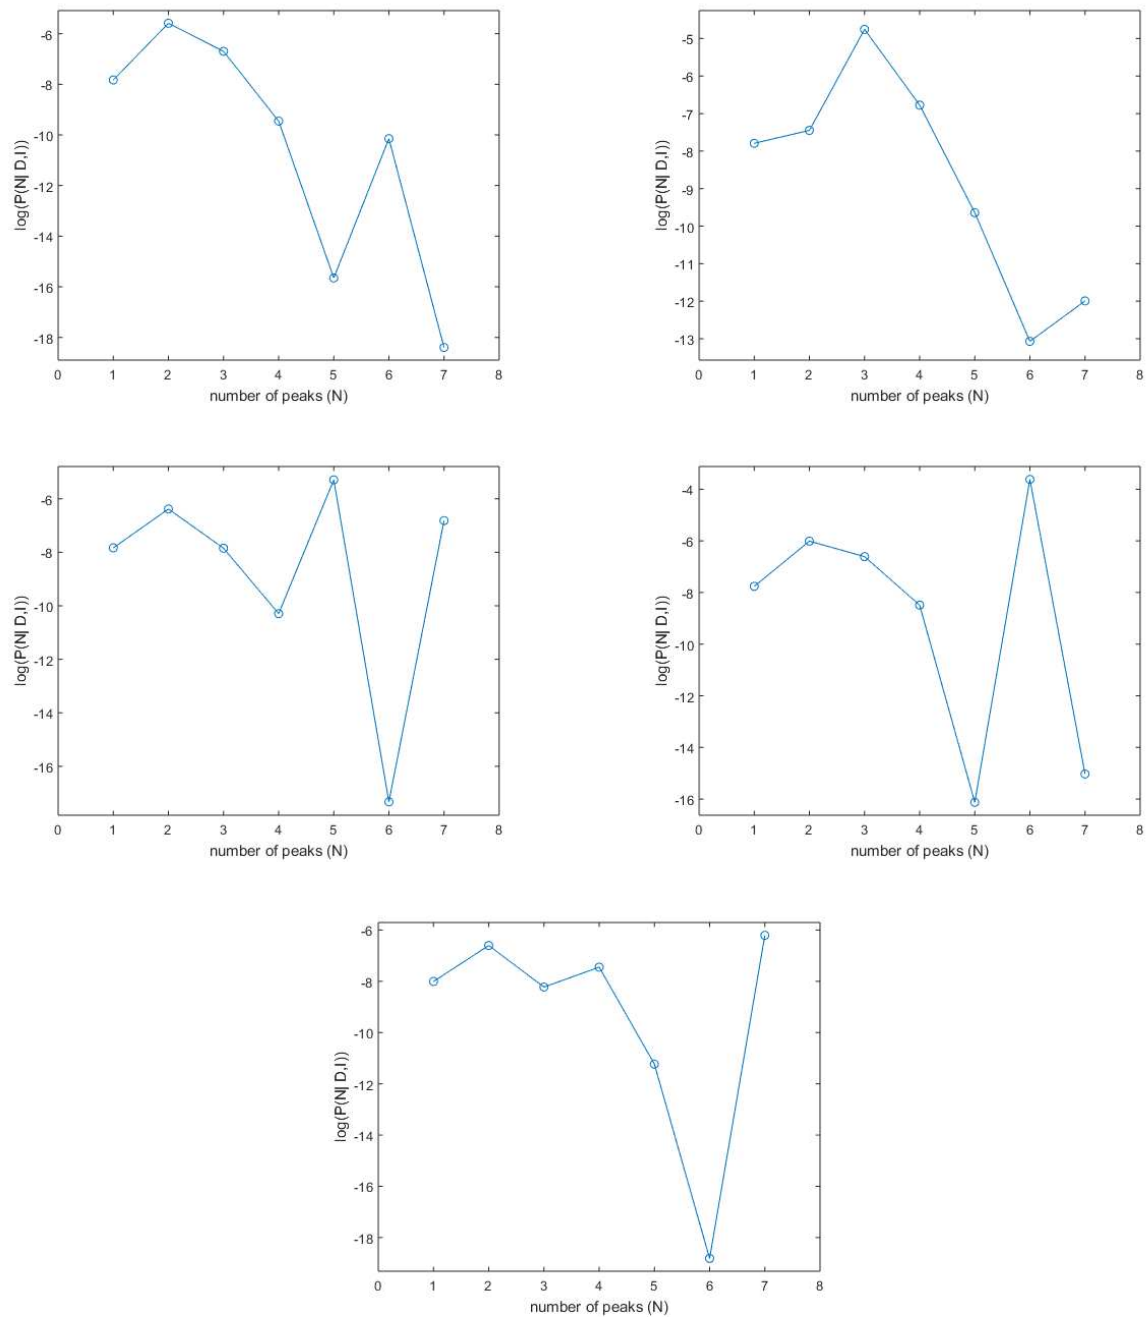 -6
-8
-10
-12
-14
-16
-18
0 1 2 3 4 5 6 7 8
number of peaks (N)
log(P(N| D,I))
-5
-6
-7
-8
-9
-10
-11
-12
-13
0 1 2 3 4 5 6 7 8
number of peaks (N)
log(P(N| D,I))
-6
-8
-10
-12
-14
-16
0 1 2 3 4 5 6 7 8
number of peaks (N)
log(P(N| D,I))
-4
-6
-8
-10
-12
-14
-16
0 1 2 3 4 5 6 7 8
number of peaks (N)
log(P(N| D,I))
-6
-8
-10
-12
-14
-16
-18
0 1 2 3 4 5 6 7 8
number of peaks (N)
log(P(N| D,I))